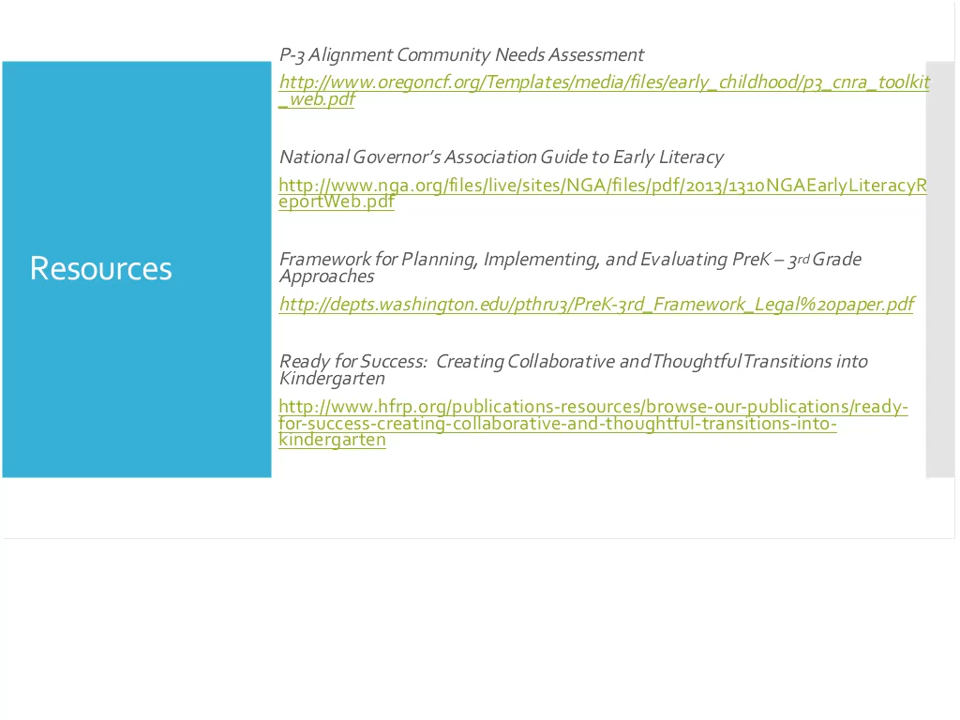 Resources
P-3 Alignment Community Needs Assessment
http://www.oregoncf.org/Templates/media/files/early_childhood/p3_cnra_toolkit
_web.pdf
National Governor's Association Guide to Early Literacy
http://www.nga.org/files/live/sites/NGA/files/pdf/2013/1310NGAEarlyLiteracyR
eportWeb.pdf
Framework for Planning, Implementing, and Evaluating PreK – 3rd Grade
Approaches
http://depts.washington.edu/pthru3/PreK-3rd_Framework_Legal%20paper.pdf
Ready for Success:  Creating Collaborative and Thoughtful Transitions into
Kindergarten
http://www.hfrp.org/publications-resources/browse-our-publications/ready-
for-success-creating-collaborative-and-thoughtful-transitions-into-
kindergarten